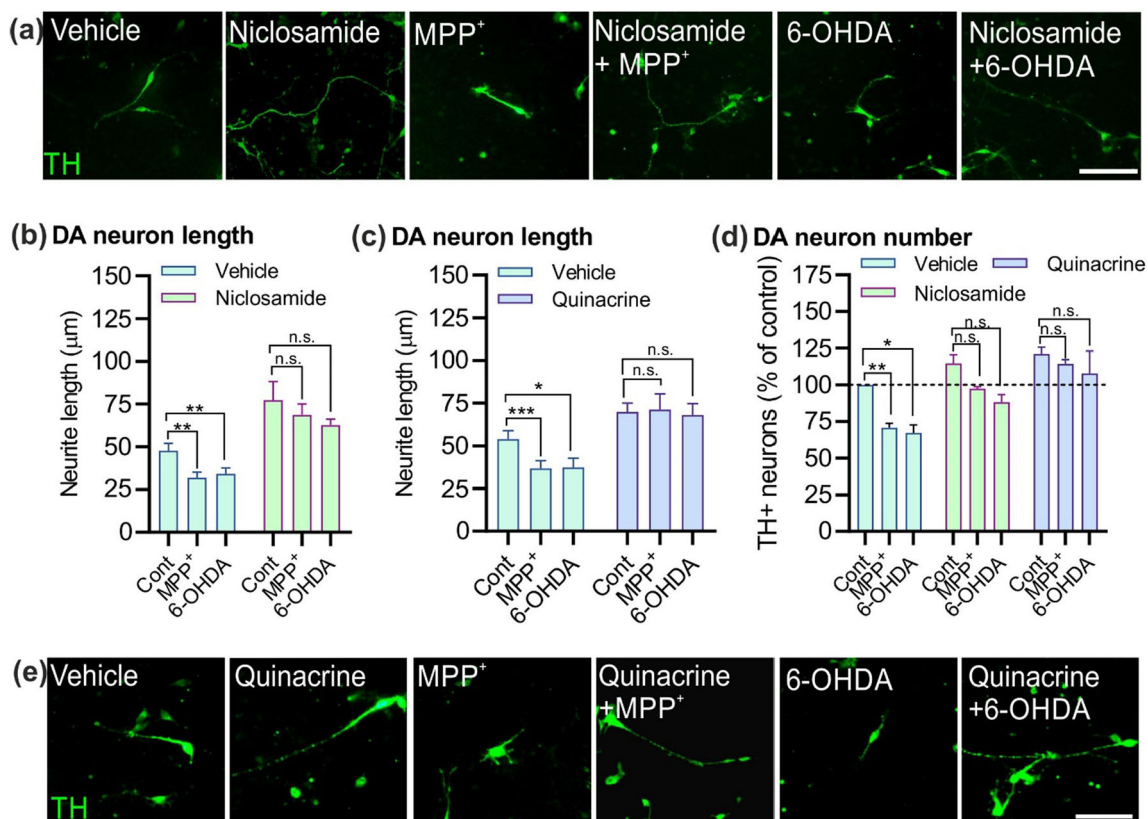 (a)
Vehicle
Niclosamide
MPP⁺
Niclosamide
+ MPP⁺
6-OHDA
Niclosamide
+6-OHDA
TH
(b) DA neuron length
Vehicle
Niclosamide
Neurite length (μm)
150
125
100
75
50
25
0
**
**
n.s.
n.s.
Cont
MPP⁺
6-OHDA
Cont
MPP⁺
6-OHDA
(c) DA neuron length
Vehicle
Quinacrine
Neurite length (μm)
150
125
100
75
50
25
0
*
***
n.s.
n.s.
Cont
MPP⁺
6-OHDA
Cont
MPP⁺
6-OHDA
(d) DA neuron number
Vehicle
Quinacrine
Niclosamide
TH+ neurons (% of control)
175
150
125
100
75
50
25
0
*
**
n.s.
n.s.
n.s.
n.s.
Cont
MPP⁺
6-OHDA
Cont
MPP⁺
6-OHDA
Cont
MPP⁺
6-OHDA
(e)
Vehicle
Quinacrine
MPP⁺
Quinacrine
+MPP⁺
6-OHDA
Quinacrine
+6-OHDA
TH